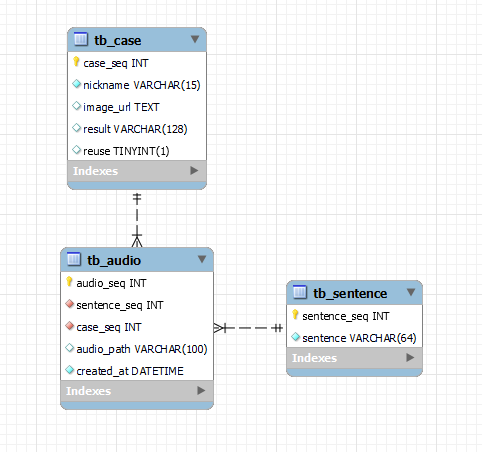 tb_case
case_seq INT
nickname VARCHAR(15)
image_url TEXT
result VARCHAR(128)
reuse TINYINT(1)
Indexes
tb_audio
audio_seq INT
sentence_seq INT
case_seq INT
audio_path VARCHAR(100)
created_at DATETIME
Indexes
tb_sentence
sentence_seq INT
sentence VARCHAR(64)
Indexes